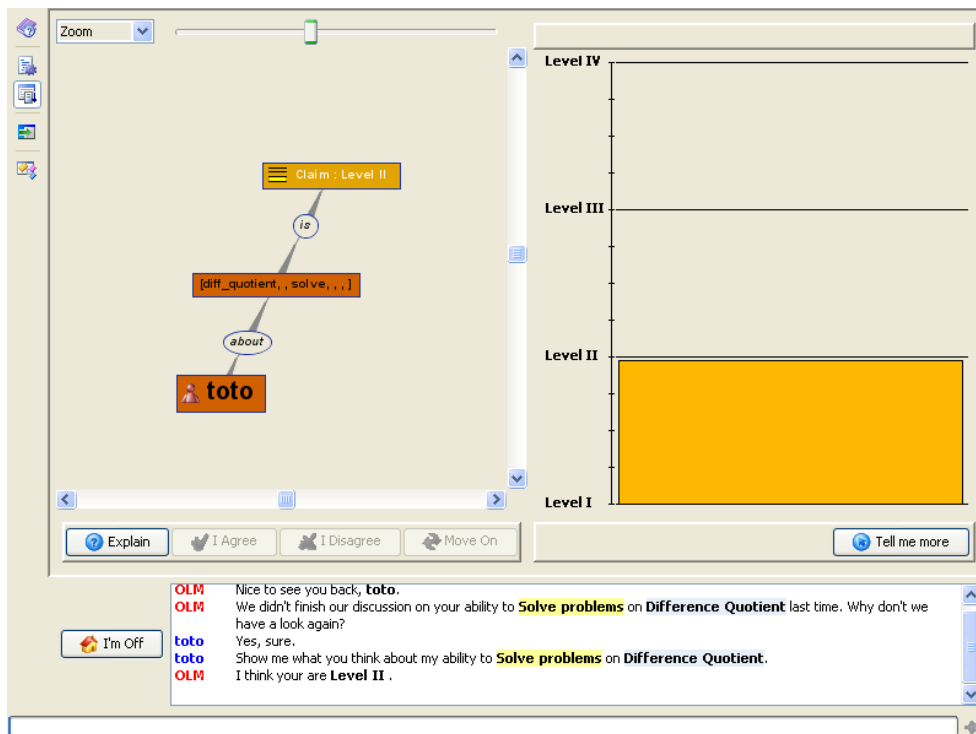 Zoom
Level IV
Claim : Level II
Level III
is
[diff_quotient, , solve, , , ]
about
Level II
toto
Level I
Explain
I Agree
I Disagree
Move On
Tell me more
OLM Nice to see you back, toto.
OLM We didn't finish our discussion on your ability to Solve problems on Difference Quotient last time. Why don't we
have a look again?
I'm Off
toto Yes, sure.
toto Show me what you think about my ability to Solve problems on Difference Quotient.
OLM I think your are Level II .